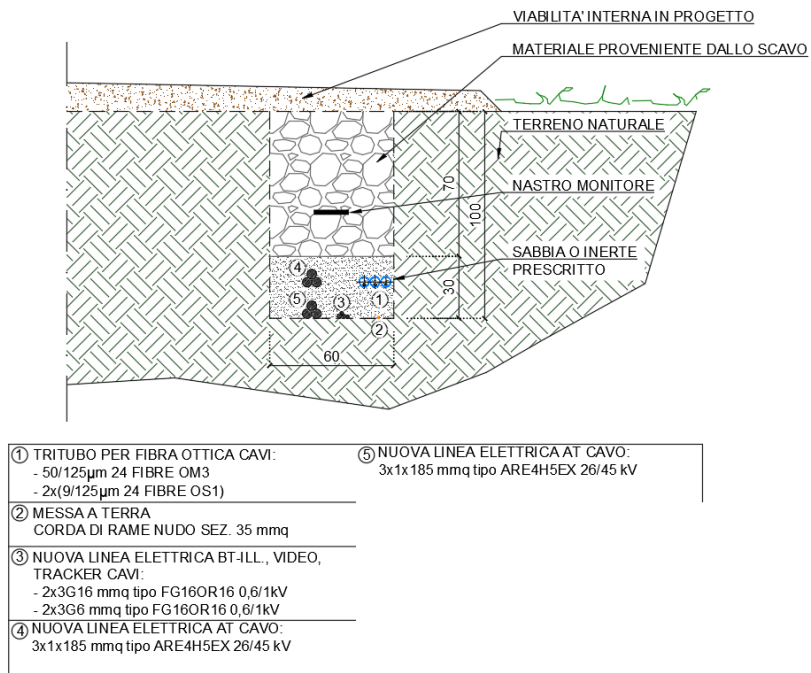 VIABILITA' INTERNA IN PROGETTO
MATERIALE PROVENIENTE DALLO SCAVO
TERRENO NATURALE
70
100
NASTRO MONITORE
SABBIA O INERTE
PRESCRITTO
30
4
1
5
3
2
60
1 TRITUBO PER FIBRA OTTICA CAVI:
- 50/125µm 24 FIBRE OM3
- 2x(9/125µm 24 FIBRE OS1)
2 MESSA A TERRA
CORDA DI RAME NUDO SEZ. 35 mmq
3 NUOVA LINEA ELETTRICA BT-ILL., VIDEO,
TRACKER CAVI:
- 2x3G16 mmq tipo FG16OR16 0,6/1kV
- 2x3G6 mmq tipo FG16OR16 0,6/1kV
4 NUOVA LINEA ELETTRICA AT CAVO:
3x1x185 mmq tipo ARE4H5EX 26/45 kV
5 NUOVA LINEA ELETTRICA AT CAVO:
3x1x185 mmq tipo ARE4H5EX 26/45 kV